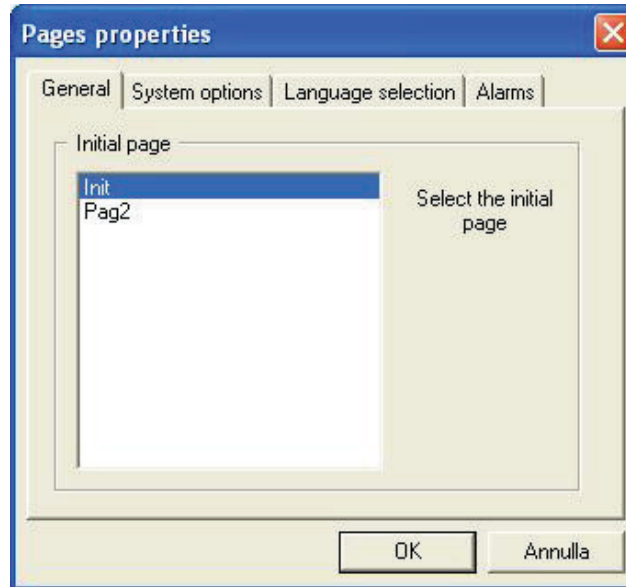 Pages properties
General System options Language selection Alarms
Initial page
Init
Pag2
Select the initial
page
OK Annulla